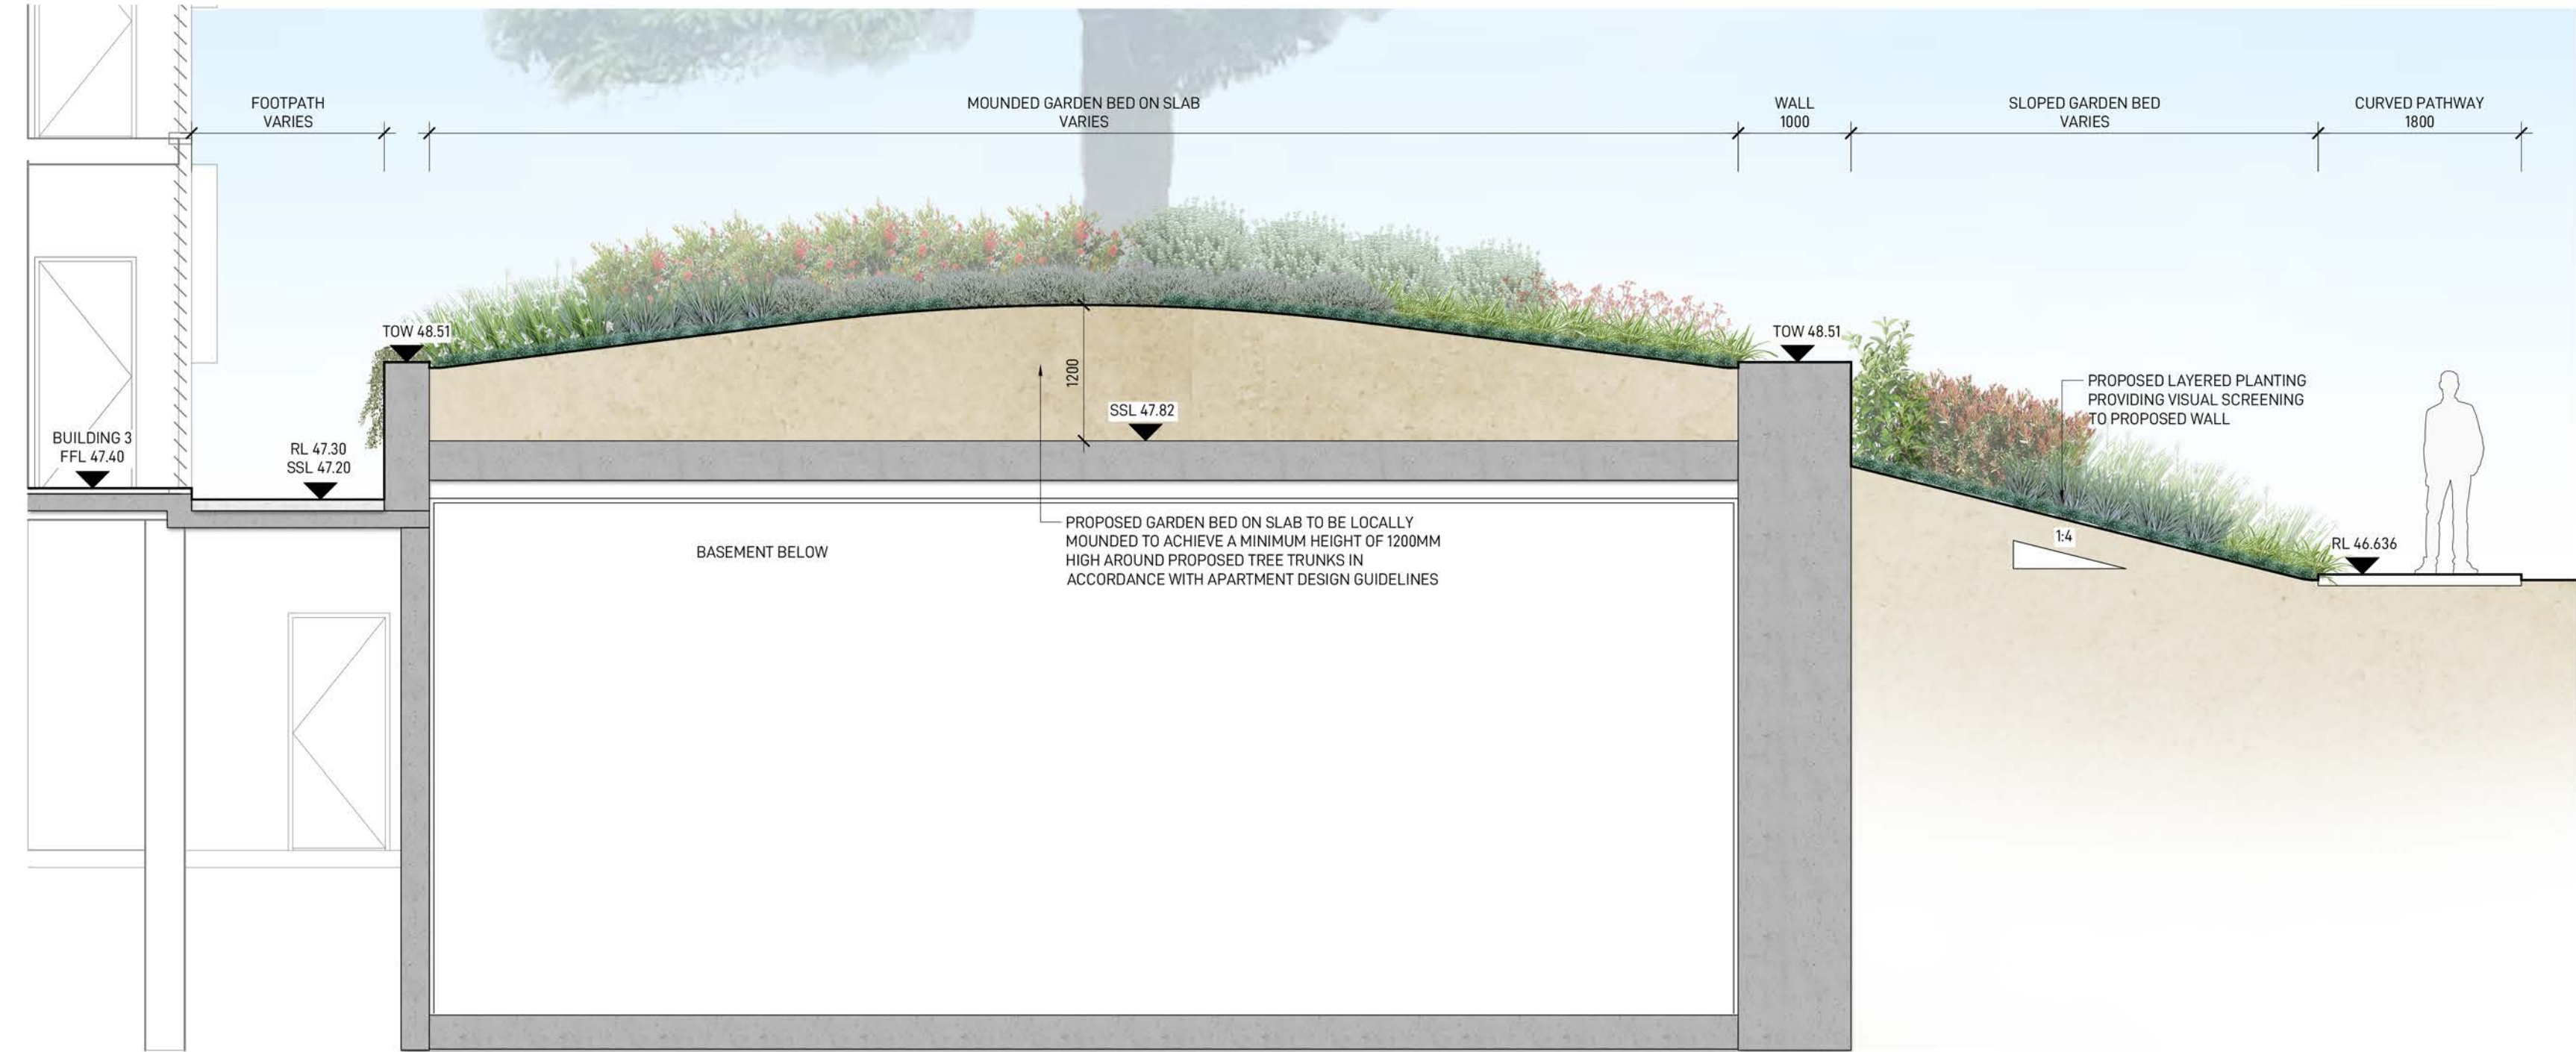 FOOTPATH
VARIES
MOUNDED GARDEN BED ON SLAB
VARIES
WALL
1000
SLOPED GARDEN BED
VARIES
CURVED PATHWAY
1800
TOW 48.51
TOW 48.51
1200
SSL 47.82
PROPOSED LAYERED PLANTING
PROVIDING VISUAL SCREENING
TO PROPOSED WALL
BUILDING 3
FFL 47.40
RL 47.30
SSL 47.20
BASEMENT BELOW
PROPOSED GARDEN BED ON SLAB TO BE LOCALLY
MOUNDED TO ACHIEVE A MINIMUM HEIGHT OF 1200MM
HIGH AROUND PROPOSED TREE TRUNKS IN
ACCORDANCE WITH APARTMENT DESIGN GUIDELINES
1:4
RL 46.636